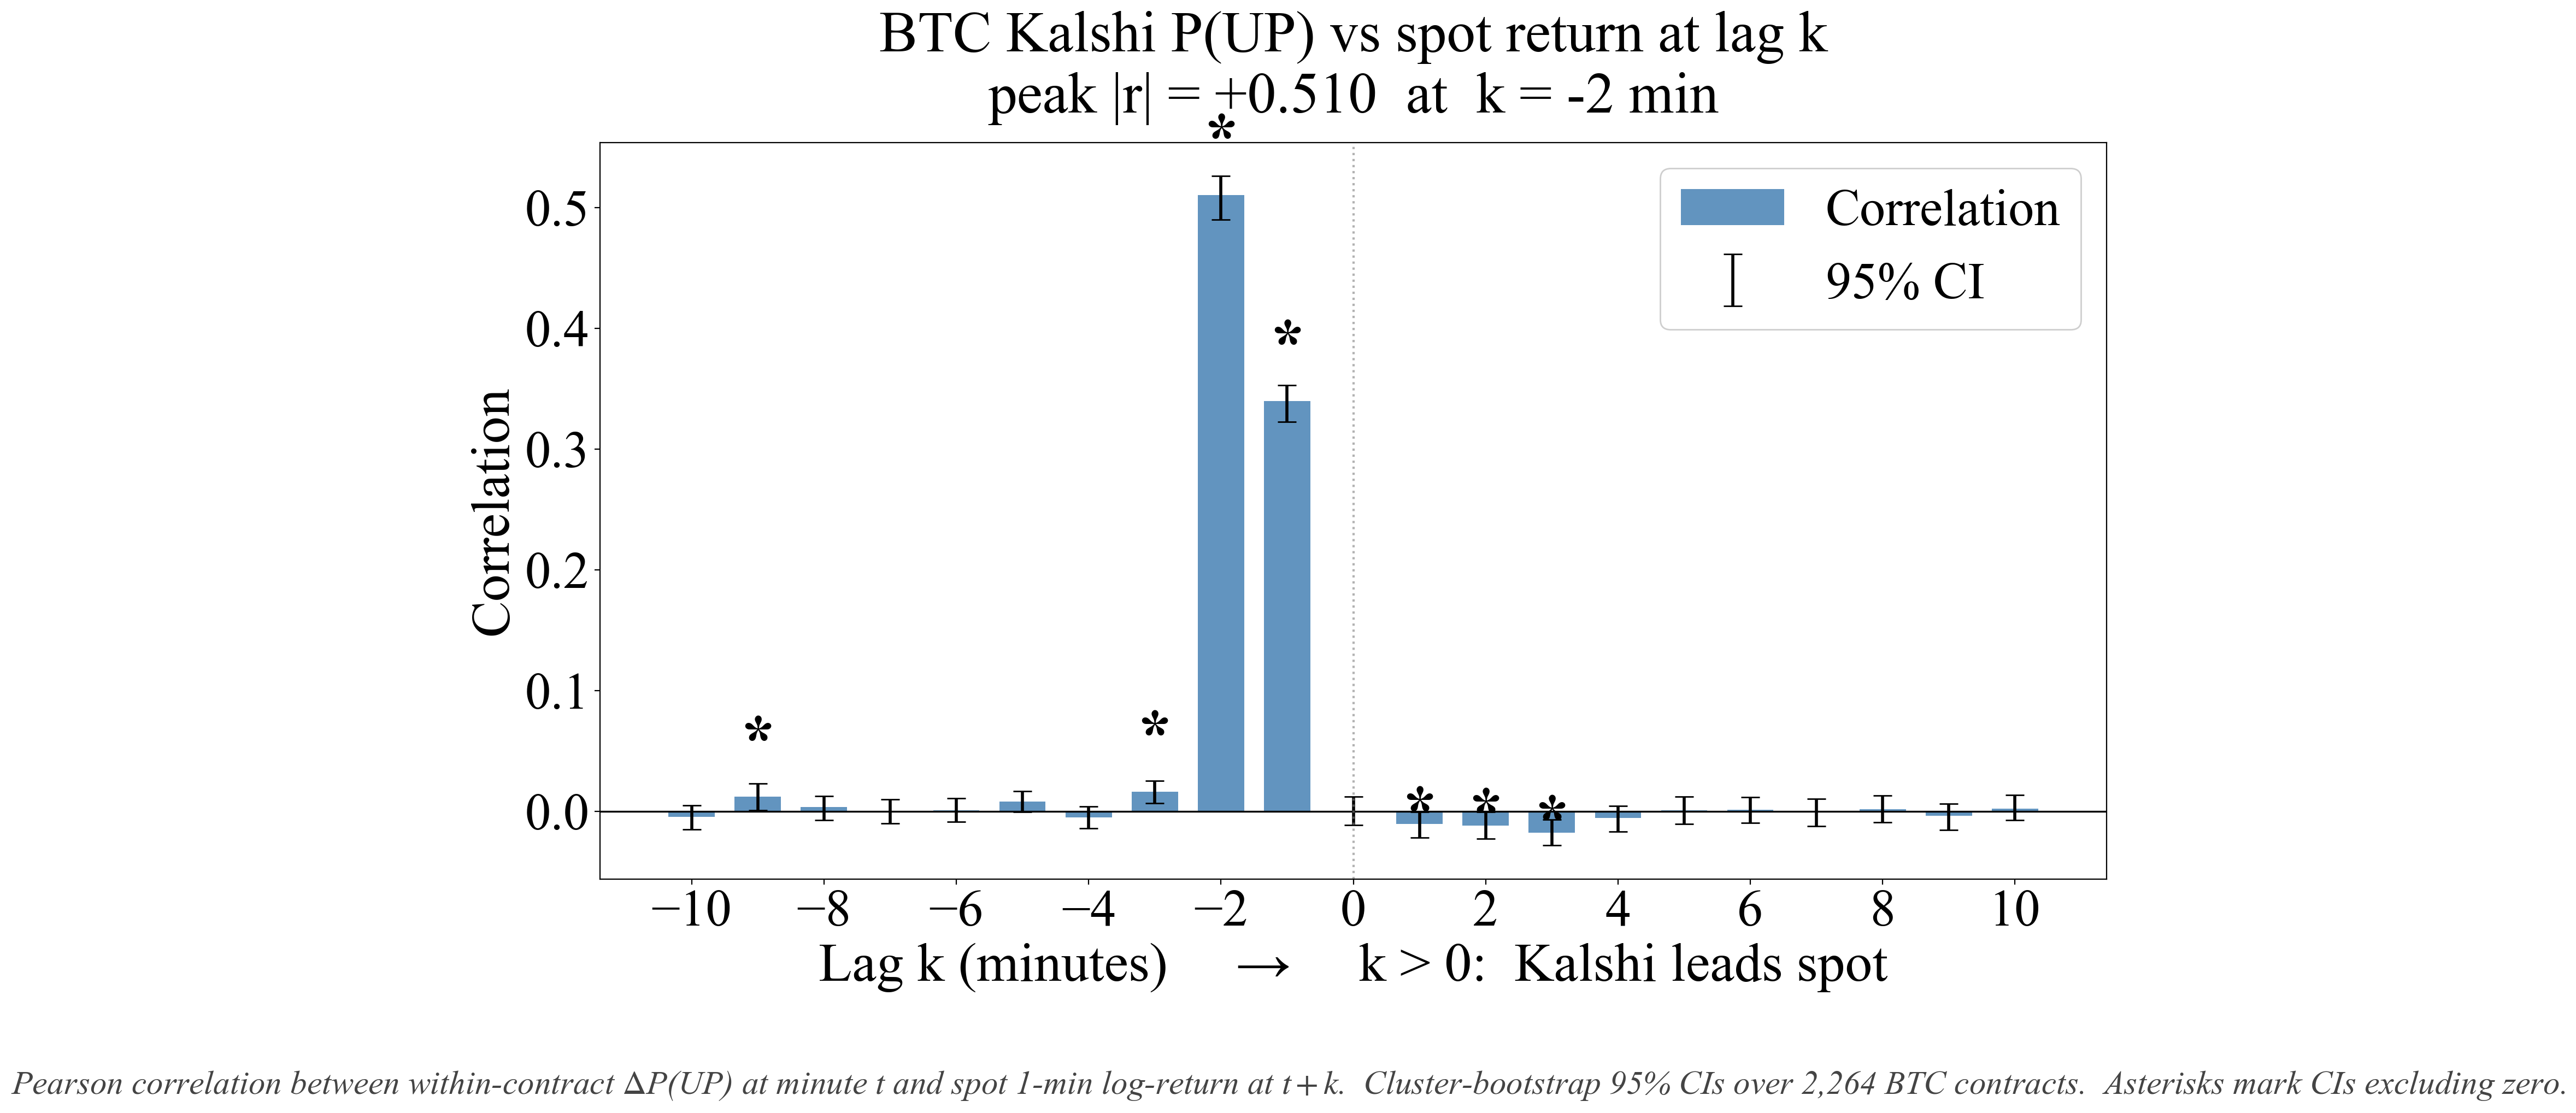 BTC Kalshi P(UP) vs spot return at lag k
peak |r| = +0.510 at k = -2 min
*
Correlation
95% CI
*
* *
* * *
0.5
0.4
0.3
0.2
0.1
0.0
Correlation
−10 −8 −6 −4 −2 0 2 4 6 8 10
Lag k (minutes) → k > 0: Kalshi leads spot
Pearson correlation between within-contract ΔP(UP) at minute t and spot 1-min log-return at t+k. Cluster-bootstrap 95% CIs over 2,264 BTC contracts. Asterisks mark CIs excluding zero.